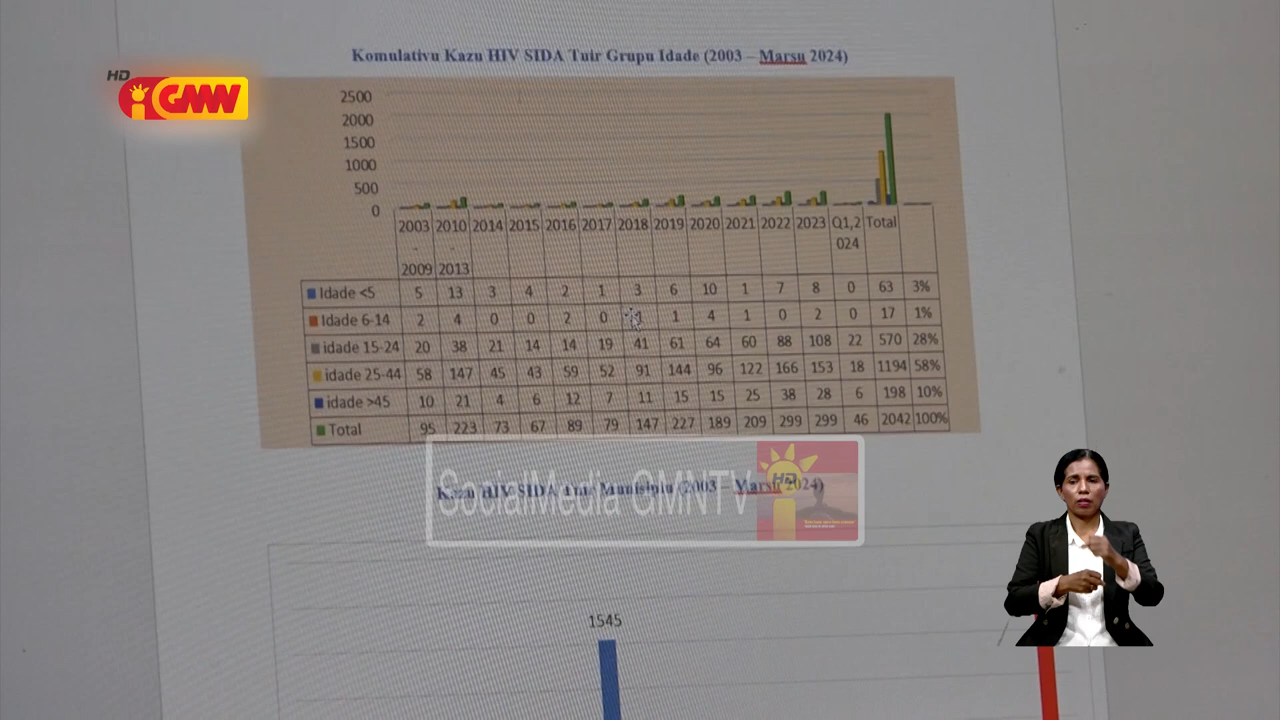 Komulativu Kazu HIV SIDA Tuir Grupu Idade (2003 – Marsu 2024)
HD
GMN
2500
2000
1500
1000
500
0
2003 - 2009 2010 - 2013 2014 2015 2016 2017 2018 2019 2020 2021 2022 2023 Q1,2024 Total
Idade <5 5 13 3 4 2 1 3 6 10 1 7 8 0 63 3%
Idade 6-14 2 4 0 0 2 0 1 1 4 1 0 2 0 17 1%
idade 15-24 20 38 21 14 14 19 41 61 64 60 88 108 22 570 28%
idade 25-44 58 147 45 43 59 52 91 144 96 122 166 153 18 1194 58%
idade >45 10 21 4 6 12 7 11 15 15 25 38 28 6 198 10%
Total 95 223 73 67 89 79 147 227 189 209 299 299 46 2042 100%
Kazu HIV SIDA Tuir Munisipiu (2003 – Marsu 2024)
SocialMedia GMNTV
HD
1545